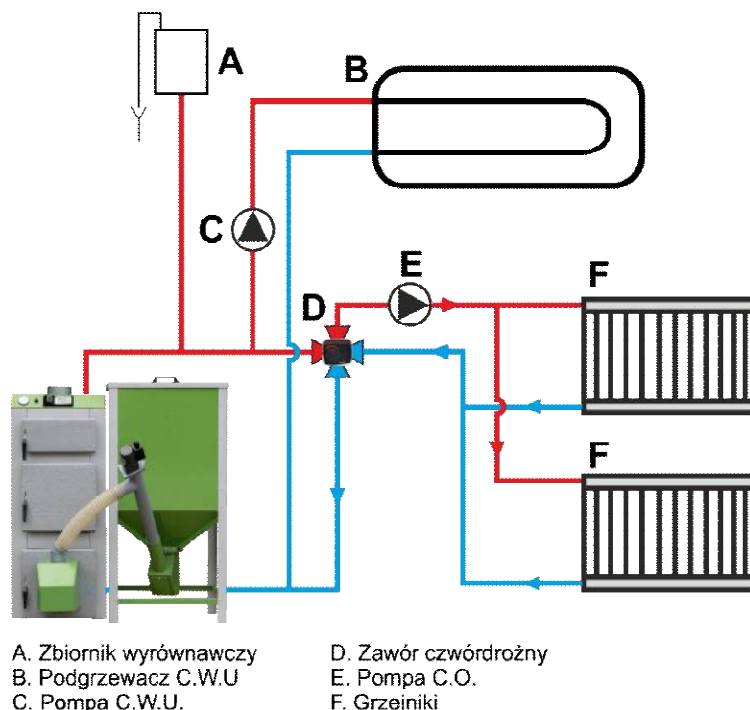 A
B
C
E
D
F
F
A. Zbiornik wyrównawczy
B. Podgrzewacz C.W.U
C. Pompa C.W.U.
D. Zawór czwórdrożny
E. Pompa C.O.
F. Grzejniki